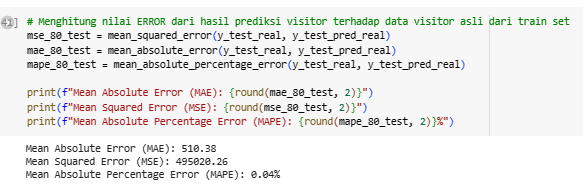 41] # Menghitung nilai ERROR dari hasil prediksi visitor terhadap data visitor asli dari train set
mse_80_test = mean_squared_error(y_test_real, y_test_pred_real)
mae_80_test = mean_absolute_error(y_test_real, y_test_pred_real)
mape_80_test = mean_absolute_percentage_error(y_test_real, y_test_pred_real)
print(f"Mean Absolute Error (MAE): {round(mae_80_test, 2)}")
print(f"Mean Squared Error (MSE): {round(mse_80_test, 2)}")
print(f"Mean Absolute Percentage Error (MAPE): {round(mape_80_test, 2)}%")
Mean Absolute Error (MAE): 510.38
Mean Squared Error (MSE): 495020.26
Mean Absolute Percentage Error (MAPE): 0.04%